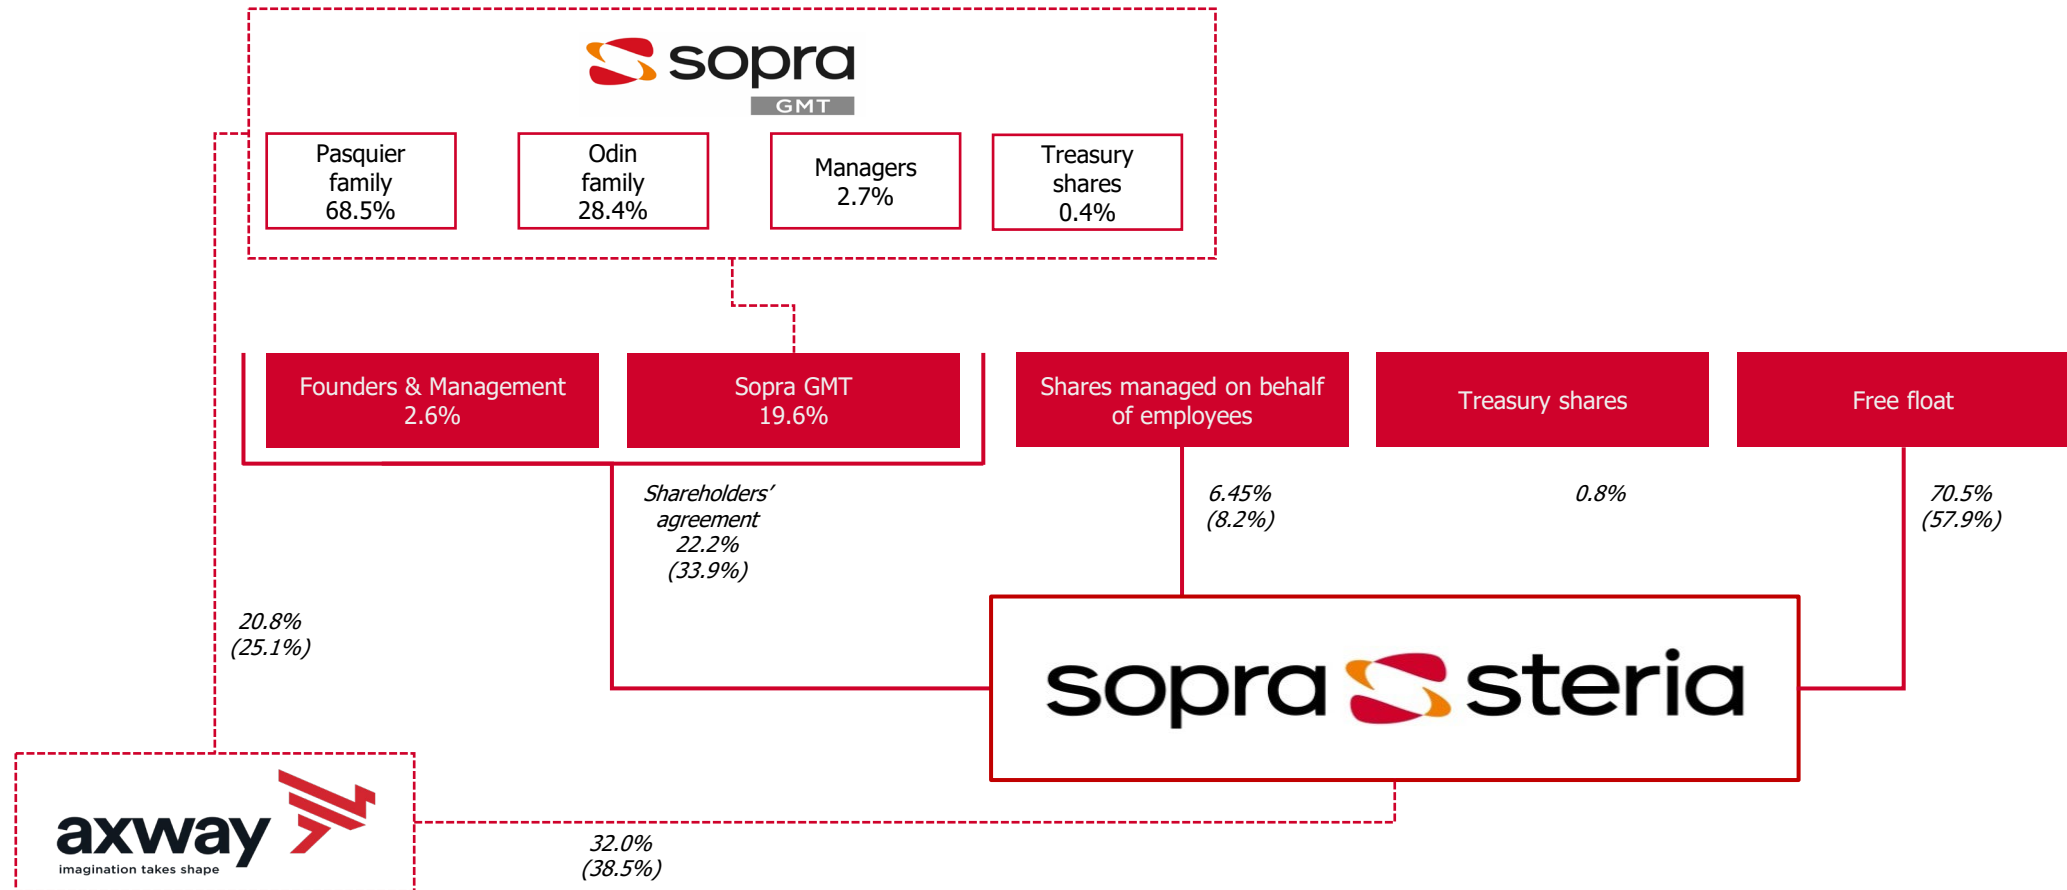 sopra
GMT
Pasquier
family
68.5%
Odin
family
28.4%
Managers
2.7%
Treasury
shares
0.4%
Founders & Management
2.6%
Sopra GMT
19.6%
Shares managed on behalf
of employees
Treasury shares
Free float
Shareholders’
agreement
22.2%
(33.9%)
6.45%
(8.2%)
0.8%
70.5%
(57.9%)
20.8%
(25.1%)
sopra steria
axway
imagination takes shape
32.0%
(38.5%)